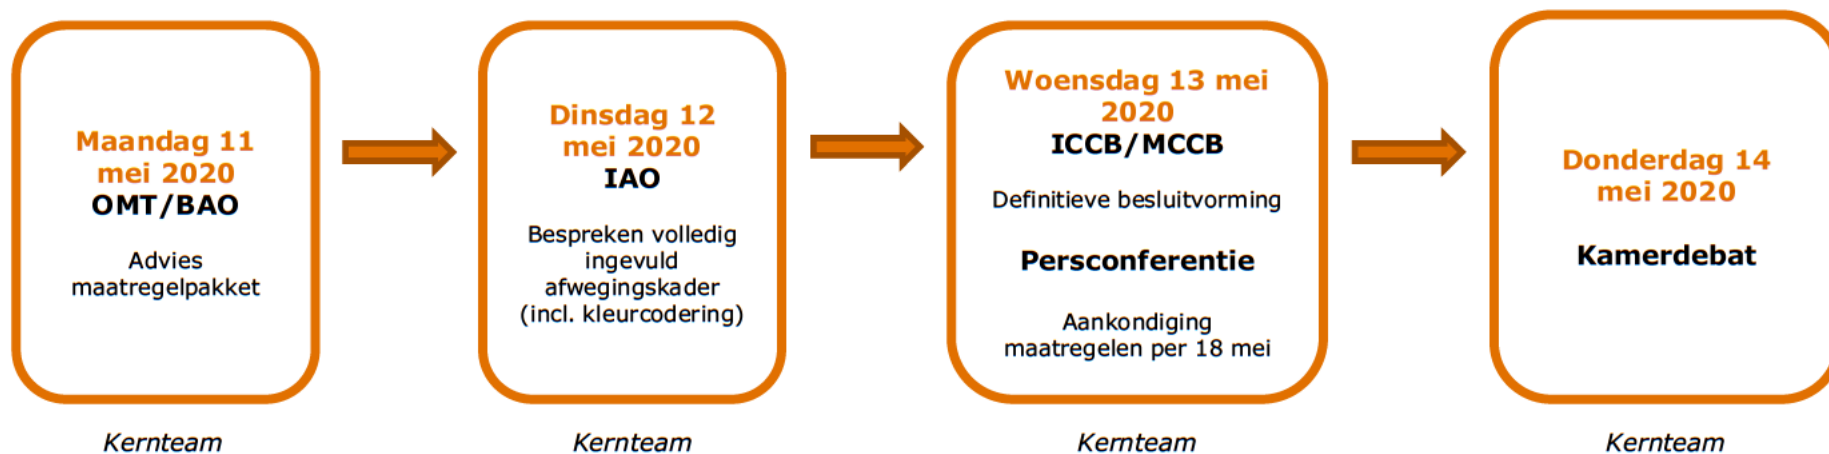 Maandag 11
mei 2020
OMT/BAO
Advies
maatregelpakket
Kernteam
Dinsdag 12
mei 2020
IAO
Bespreken volledig
ingevuld
afwegingskader
(incl. kleurcodering)
Kernteam
Woensdag 13 mei
2020
ICCB/MCCB
Definitieve besluitvorming
Persconferentie
Aankondiging
maatregelen per 18 mei
Kernteam
Donderdag 14
mei 2020
Kamerdebat
Kernteam